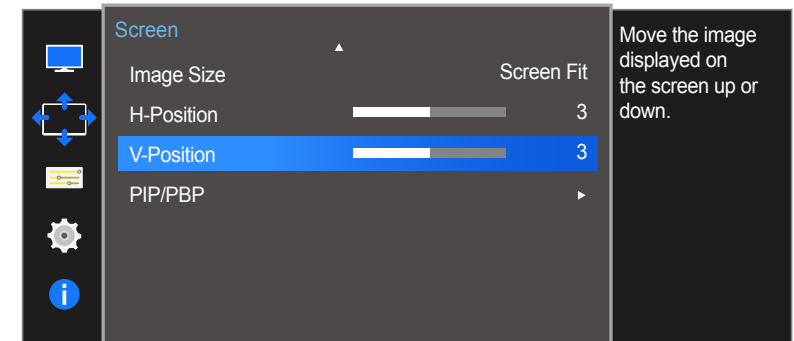 Screen
Image Size Screen Fit
H-Position 3
V-Position 3
PIP/PBP
Move the image
displayed on
the screen up or
down.
i